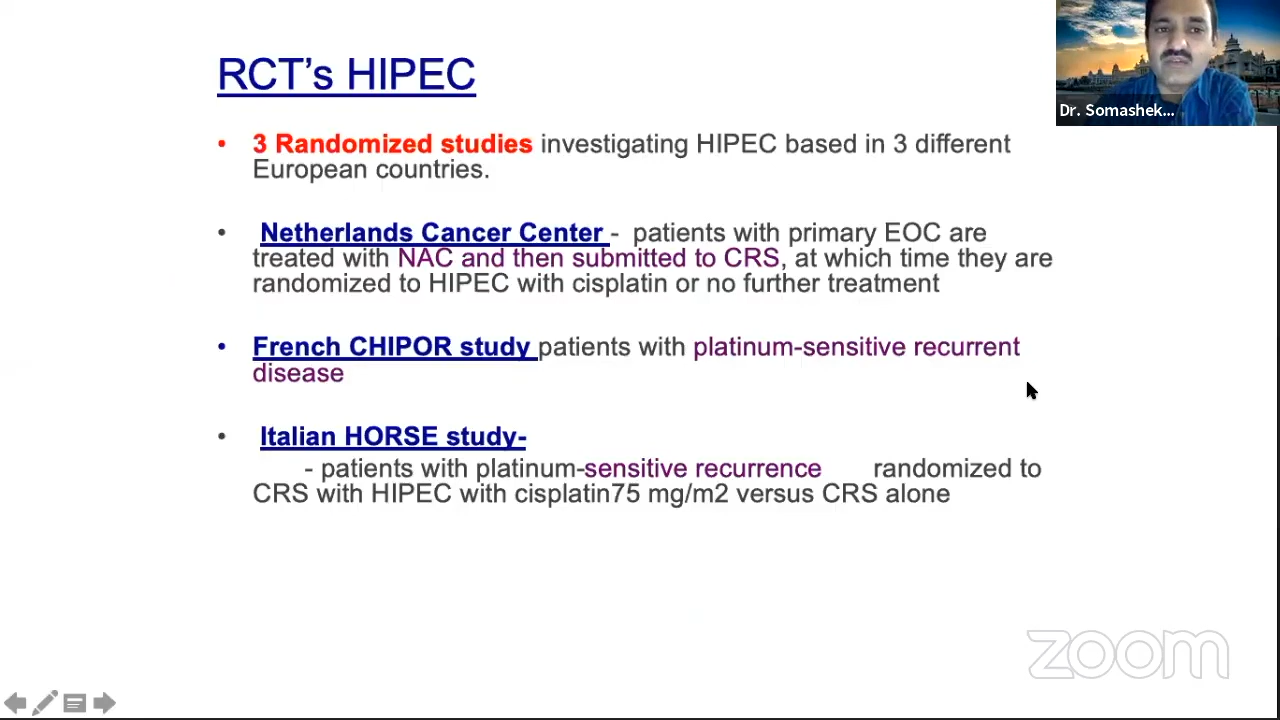 RCT’s HIPEC
Dr. Somashek...
• 3 Randomized studies investigating HIPEC based in 3 different
European countries.
• Netherlands Cancer Center - patients with primary EOC are
treated with NAC and then submitted to CRS, at which time they are
randomized to HIPEC with cisplatin or no further treatment
• French CHIPOR study patients with platinum-sensitive recurrent
disease
• Italian HORSE study-
- patients with platinum-sensitive recurrence randomized to
CRS with HIPEC with cisplatin75 mg/m2 versus CRS alone
zoom